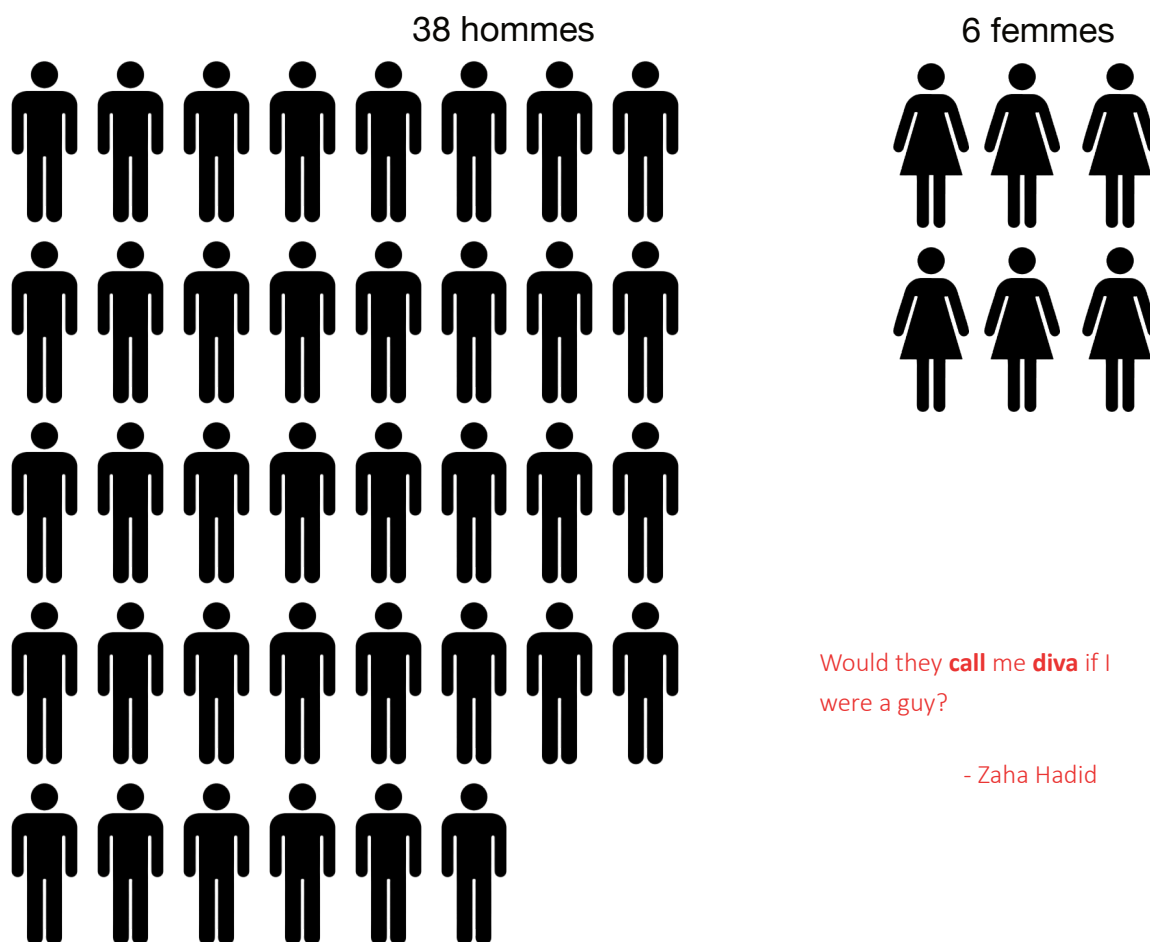 38 hommes
6 femmes
Would they call me diva if I
were a guy?
- Zaha Hadid